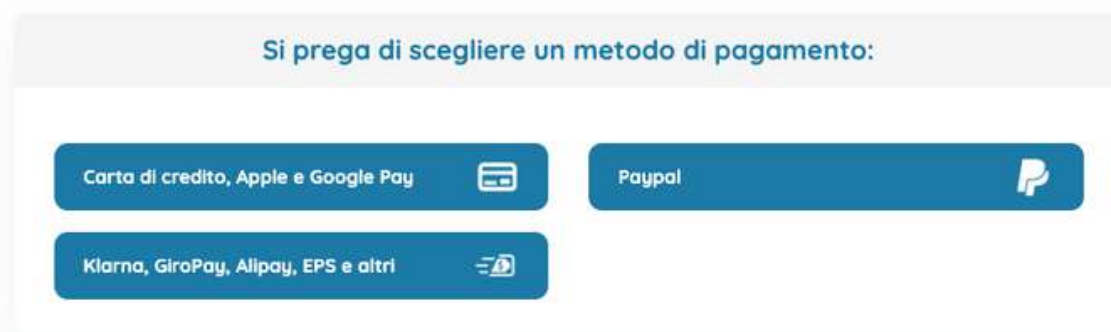 Si prega di scegliere un metodo di pagamento:
Carta di credito, Apple e Google Pay
Paypal
Klarna, GiroPay, Alipay, EPS e altri